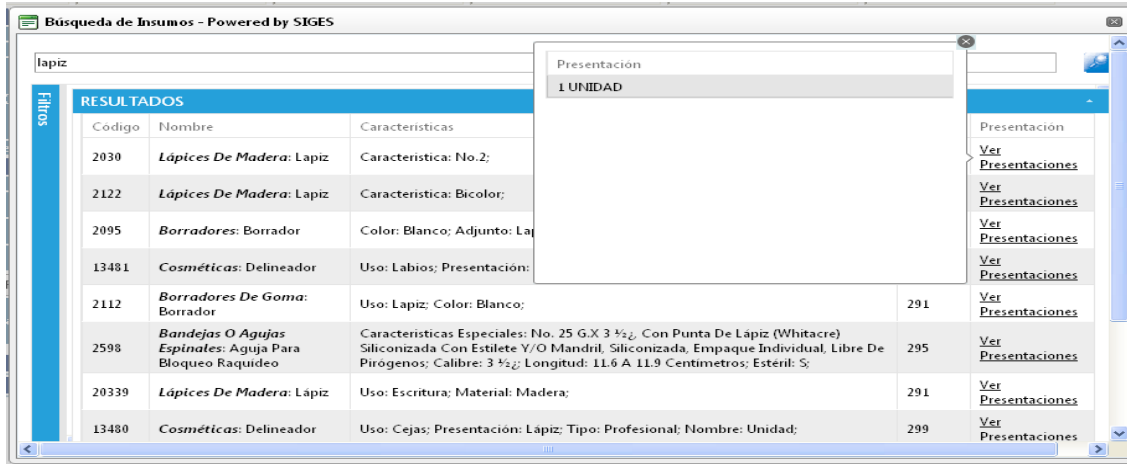 Búsqueda de Insumos - Powered by SIGES
lapiz
Presentación
1 UNIDAD
Filtros
RESULTADOS
Código Nombre Caracteristicas Presentación
2030 Lápices De Madera: Lapiz Caracteristica: No.2; Ver
Presentaciones
2122 Lápices De Madera: Lapiz Caracteristica: Bicolor; Ver
Presentaciones
2095 Borradores: Borrador Color: Blanco; Adjunto: Ver
Presentaciones
13481 Cosméticas: Delineador Uso: Labios; Presentación: Ver
Presentaciones
2112 Borradores De Goma:
Borrador Uso: Lapiz; Color: Blanco; 291 Ver
Presentaciones
Bandejas O Agujas
Espinales: Aguja Para
Bloqueo Raquideo
2598 Caracteristicas Especiales: No. 25 G.X 3 ½¿, Con Punta De Lápiz (Whitacre)
Siliconizada Con Estilete Y/O Mandril, Siliconizada, Empaque Individual, Libre De
Pirógenos; Calibre: 3 ½¿; Longitud: 11.6 A 11.9 Centimetros; Estéril: S; 295 Ver
Presentaciones
20339 Lápices De Madera: Lápiz Uso: Escritura; Material: Madera; 291 Ver
Presentaciones
13480 Cosméticas: Delineador Uso: Cejas; Presentación: Lápiz; Tipo: Profesional; Nombre: Unidad; 299 Ver
Presentaciones